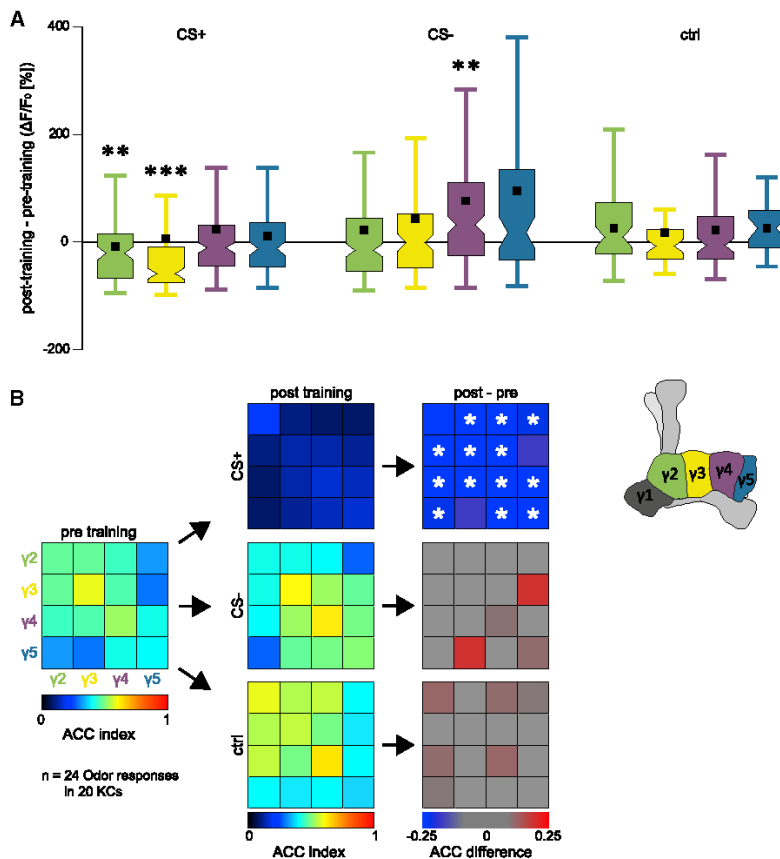 A
CS+
CS-
ctrl
post-training - pre-training (ΔF/F₀ [%])
400
200
0
-200
**
***
**
B
post training
post - pre
CS+
* * *
* * *
* * * *
* * *
γ1
γ2
γ3
γ4
γ5
pre training
γ2
γ3
γ4
γ5
γ2 γ3 γ4 γ5
0 1
ACC index
n = 24 Odor responses
in 20 KCs
CS-
ctrl
0 1
ACC index
-0.25 0 0.25
ACC difference